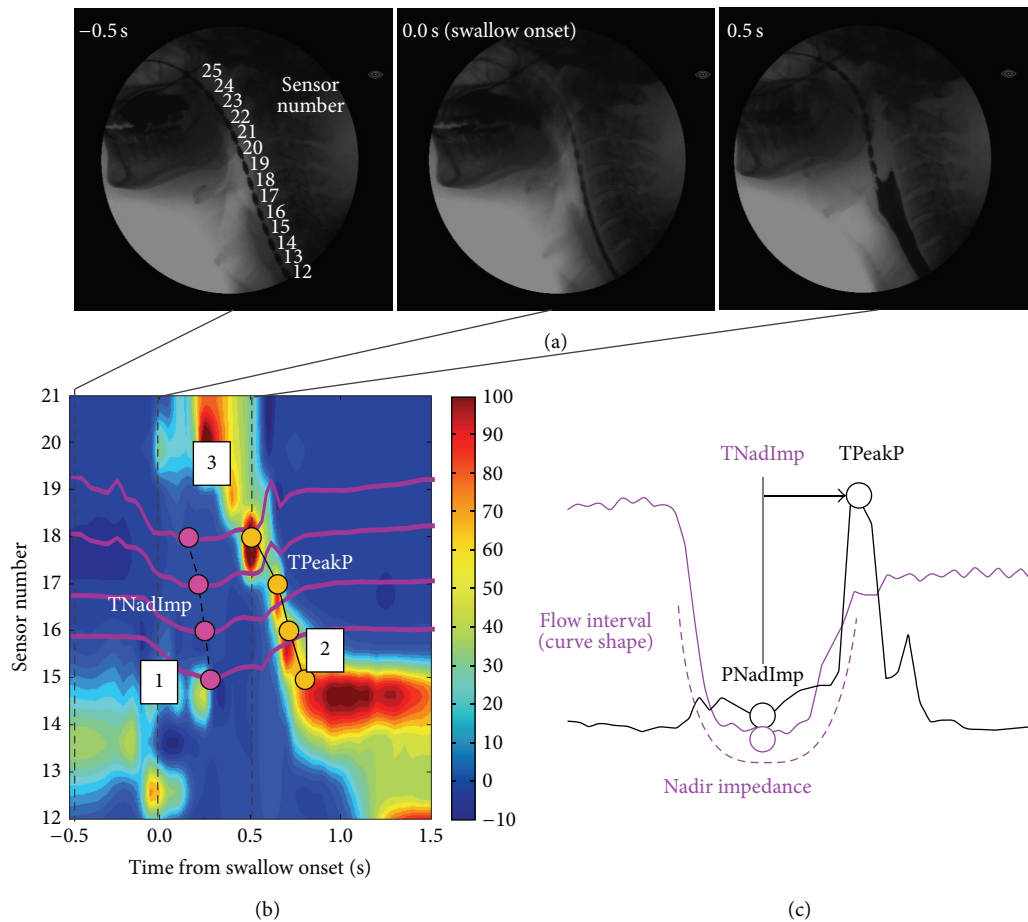 −0.5 s
0.0 s (swallow onset)
0.5 s
Sensor
number
25
24
23
22
21
20
19
18
17
16
15
14
13
12
(a)
21
20
19
18
17
16
15
14
13
12
Sensor number
3
TPeakP
TNadImp
2
1
−0.5
0.0
0.5
1.0
1.5
Time from swallow onset (s)
100
90
80
70
60
50
40
30
20
10
0
−10
(b)
TNadImp
TPeakP
Flow interval
(curve shape)
PNadImp
Nadir impedance
(c)